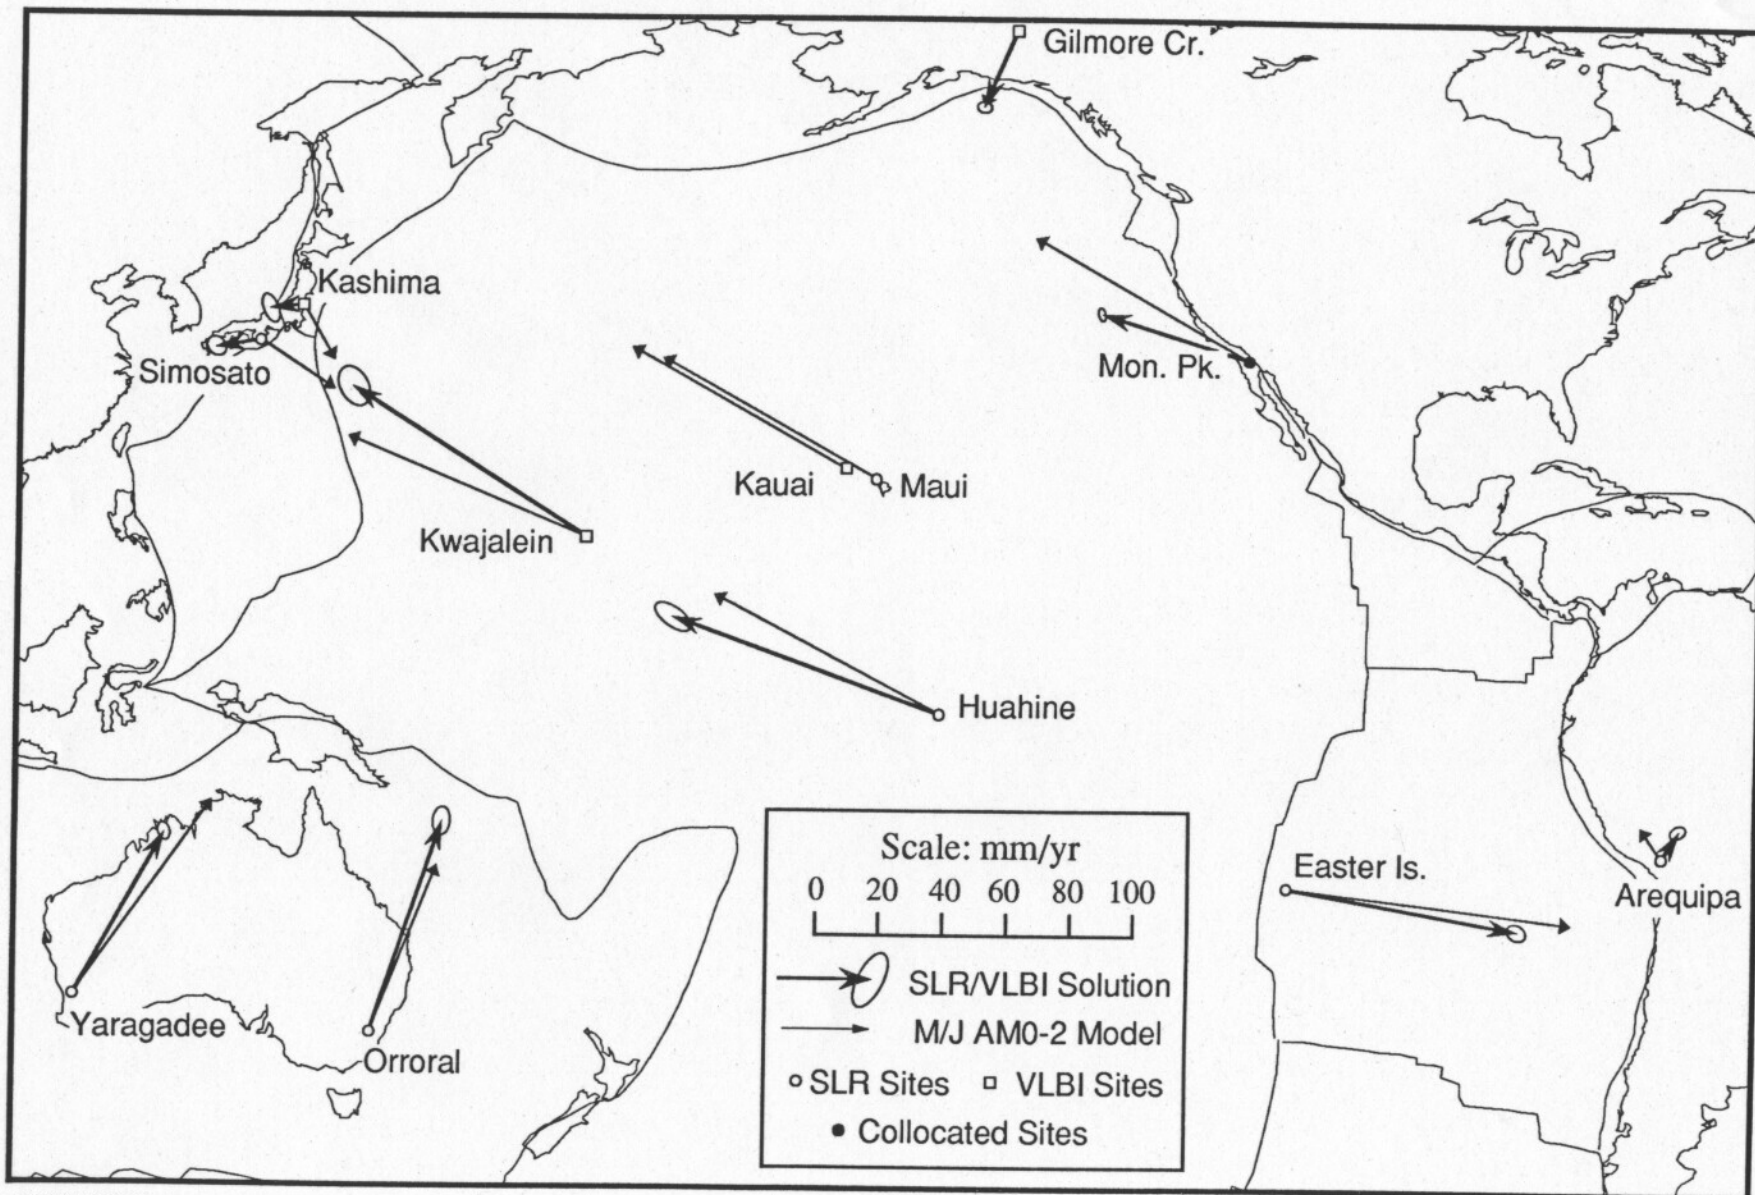 Gilmore Cr.
Kashima
Simosato
Mon. Pk.
Kauai
Maui
Kwajalein
Huahine
Scale: mm/yr
0 20 40 60 80 100
Easter Is.
Arequipa
SLR/VLBI Solution
Yaragadee
M/J AM0-2 Model
Orroral
SLR Sites VLBI Sites
Collocated Sites